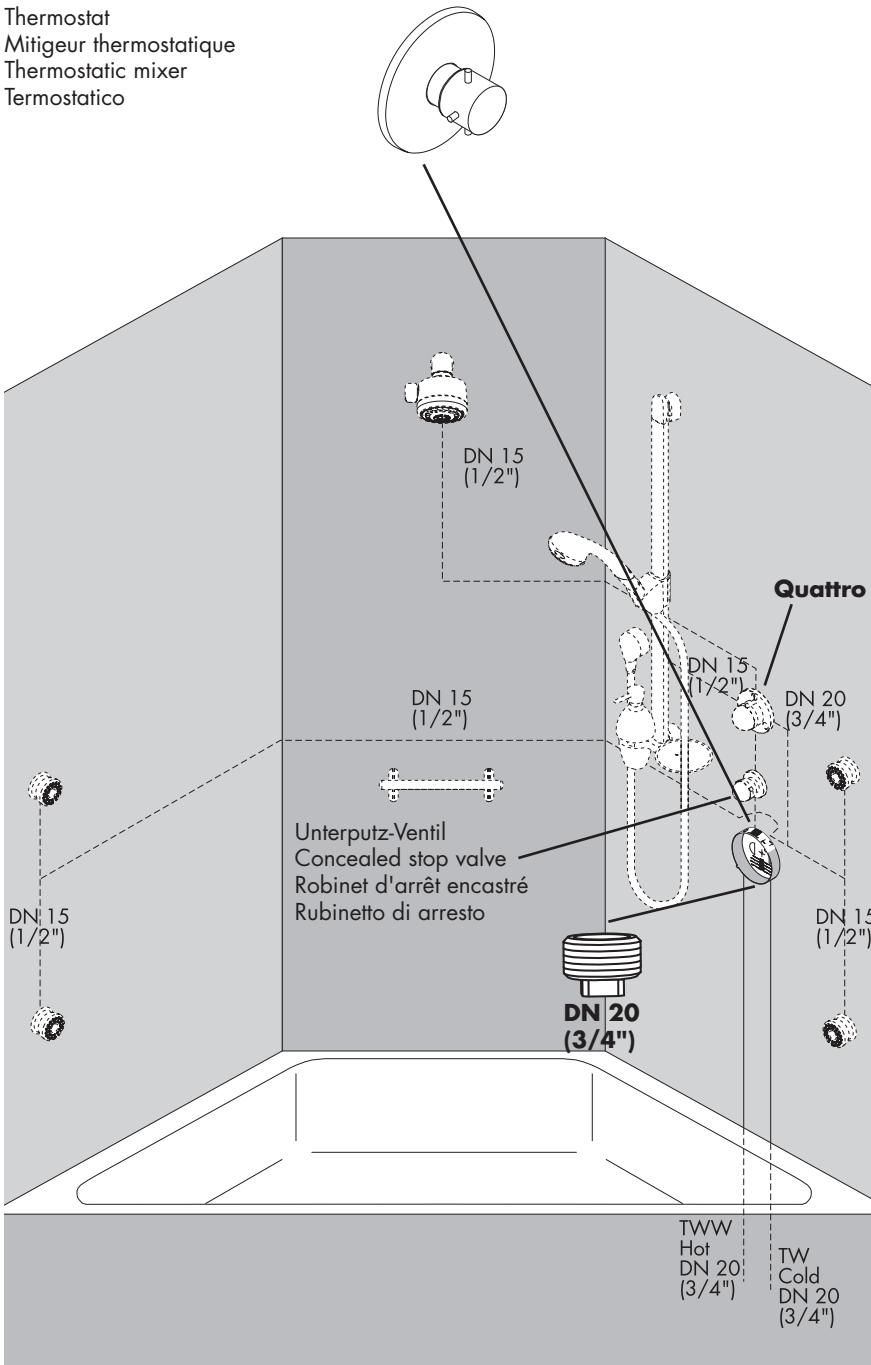 Thermostat
Mitigeur thermostatique
Thermostatic mixer
Termostatico
DN 15
(1/2")
Quattro
DN 15
(1/2")
DN 20
(3/4")
DN 15
(1/2")
Unterputz-Ventil
Concealed stop valve
Robinet d'arrêt encastré
Rubinetto di arresto
DN 15
(1/2")
DN 15
(1/2")
DN 20
(3/4")
TWW
Hot
DN 20
(3/4")
TW
Cold
DN 20
(3/4")